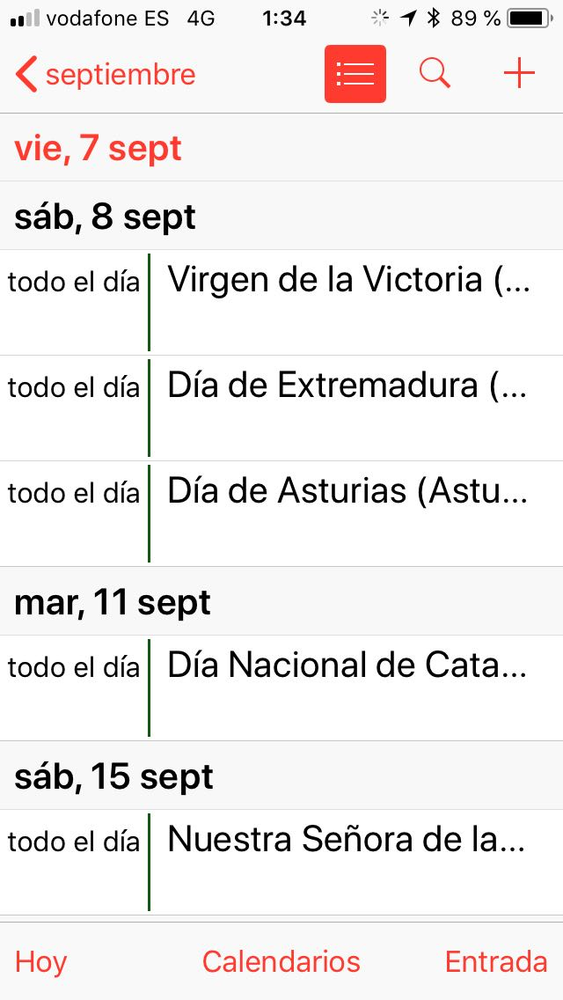 vodafone ES 4G 1:34 89 %
septiembre
vie, 7 sept
sáb, 8 sept
todo el día Virgen de la Victoria (...
todo el día Día de Extremadura (...
todo el día Día de Asturias (Astu...
mar, 11 sept
todo el día Día Nacional de Cata...
sáb, 15 sept
todo el día Nuestra Señora de la...
Hoy Calendarios Entrada